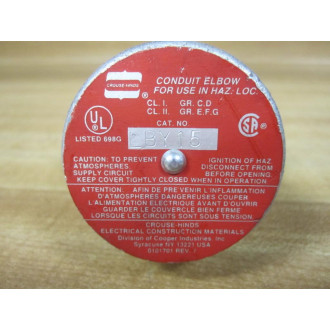 CROUSE-HINDS
CONDUIT ELBOW
FOR USE IN HAZ. LOC.
CL. I. GR. C.D
CL. II. GR. E.F.G
CAT. NO.
UL
LISTED 698G
SA
CAUTION: TO PREVENT IGNITION OF HAZ.
ATMOSPHERES DISCONNECT FROM
SUPPLY CIRCUIT BEFORE OPENING.
KEEP COVER TIGHTLY CLOSED WHEN IN OPERATION
ATTENTION. AFIN DE PREVENIR L'INFLAMMATION
D'ATMOSPHERES DANGEREUSES COUPER
L'ALIMENTATION ELECTRIQUE AVANT D'OUVRIR
GUARDER LE COUVERCLE BIEN FERME
LORSQUE LES CIRCUITS SONT SOUS TENSION.
CROUSE-HINDS
ELECTRICAL CONSTRUCTION MATERIALS
Division of Cooper Industries, Inc.
Syracuse NY 13221 USA